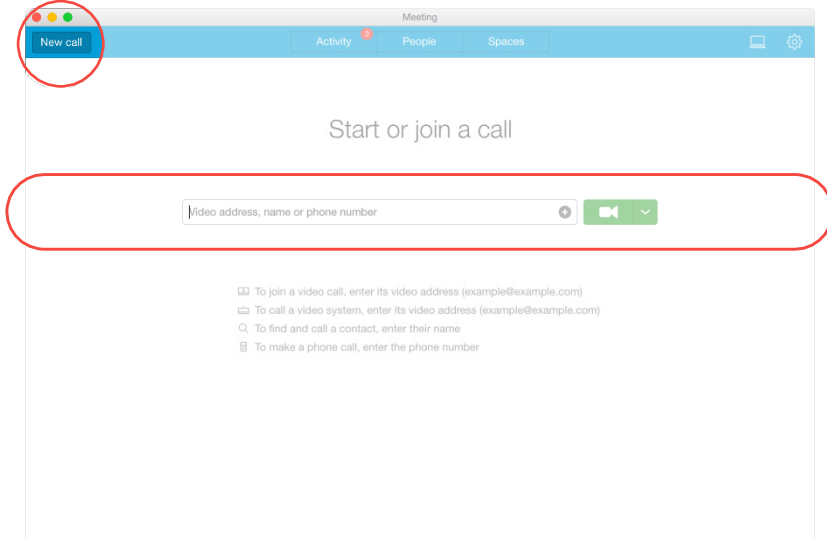 Meeting
New call
Activity 3 People Spaces
Start or join a call
Video address, name or phone number
To join a video call, enter its video address (example@example.com)
To call a video system, enter its video address (example@example.com)
To find and call a contact, enter their name
To make a phone call, enter the phone number